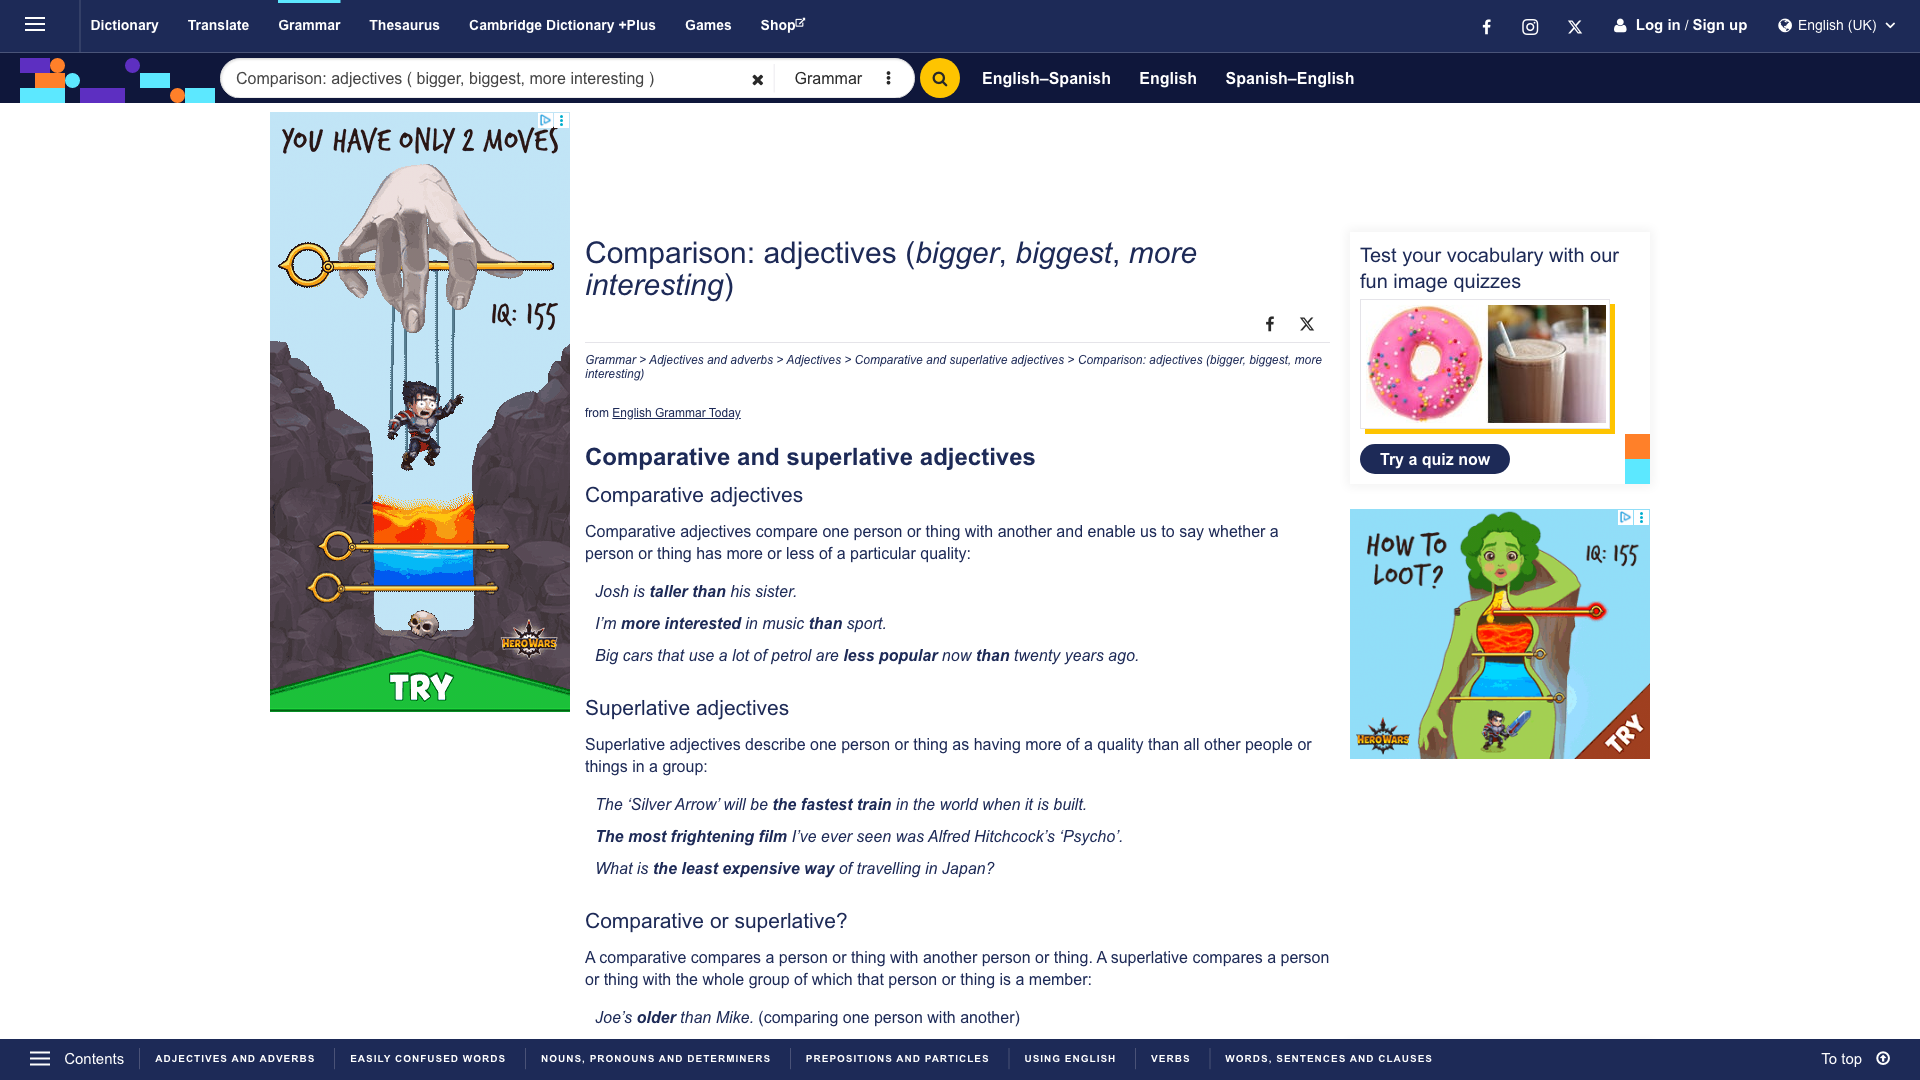 Dictionary Translate Grammar Thesaurus Cambridge Dictionary +Plus Games Shop Log in / Sign up English (UK)
Comparison: adjectives ( bigger, biggest, more interesting ) Grammar English–Spanish English Spanish–English
YOU HAVE ONLY 2 MOVES
IQ: 155
HERO WARS
TRY
Comparison: adjectives (bigger, biggest, more
interesting)
Grammar > Adjectives and adverbs > Adjectives > Comparative and superlative adjectives > Comparison: adjectives (bigger, biggest, more
interesting)
from English Grammar Today
Comparative and superlative adjectives
Comparative adjectives
Comparative adjectives compare one person or thing with another and enable us to say whether a
person or thing has more or less of a particular quality:
Josh is taller than his sister.
I’m more interested in music than sport.
Big cars that use a lot of petrol are less popular now than twenty years ago.
Superlative adjectives
Superlative adjectives describe one person or thing as having more of a quality than all other people or
things in a group:
The ‘Silver Arrow’ will be the fastest train in the world when it is built.
The most frightening film I’ve ever seen was Alfred Hitchcock’s ‘Psycho’.
What is the least expensive way of travelling in Japan?
Comparative or superlative?
A comparative compares a person or thing with another person or thing. A superlative compares a person
or thing with the whole group of which that person or thing is a member:
Joe’s older than Mike. (comparing one person with another)
Test your vocabulary with our
fun image quizzes
Try a quiz now
HOW TO
LOOT?
IQ: 155
HERO WARS
TRY
Contents ADJECTIVES AND ADVERBS EASILY CONFUSED WORDS NOUNS, PRONOUNS AND DETERMINERS PREPOSITIONS AND PARTICLES USING ENGLISH VERBS WORDS, SENTENCES AND CLAUSES To top